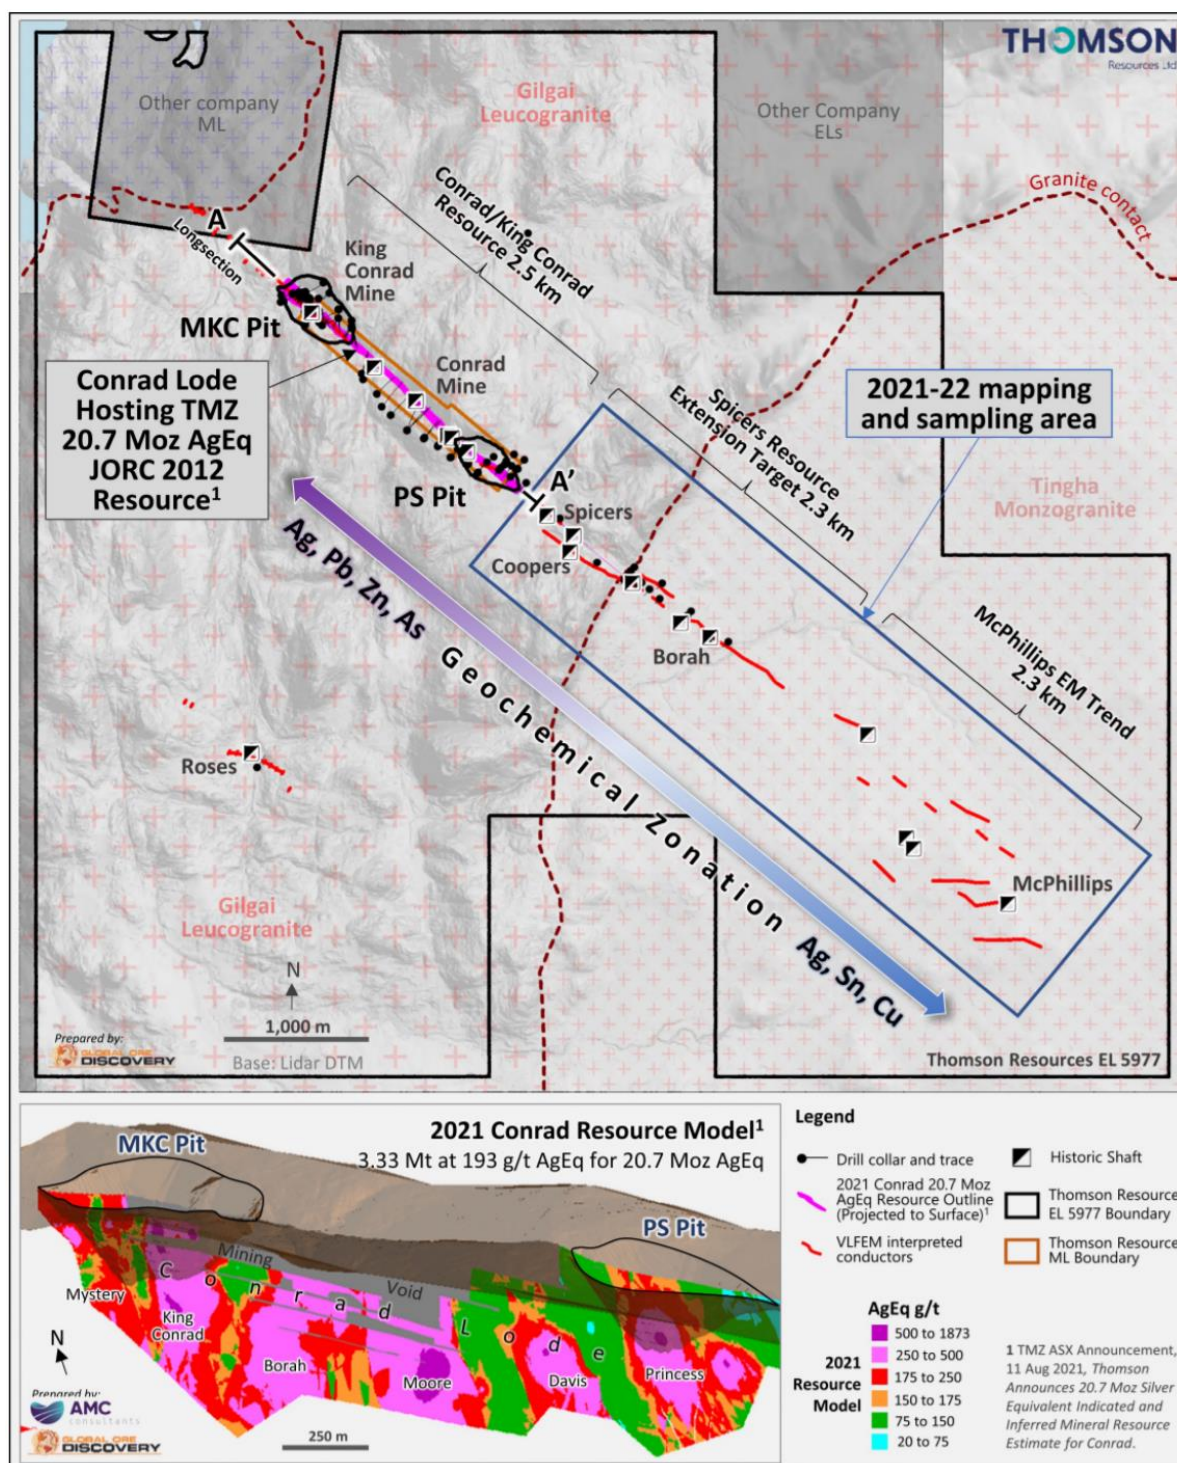 THOMSON
Resources Ltd
Other company
ML
Gilgai
Leucogranite
Other Company
ELs
Granite contact
A
Longsection
King
Conrad
Mine
Conrad/King Conrad
Resource 2.5 km
MKC Pit
Conrad
Mine
Conrad Lode
Hosting TMZ
20.7 Moz AgEq
JORC 2012
Resource1
2021-22 mapping
and sampling area
Spicers Resource
Extension Target 2.3 km
Tingha
Monzogranite
PS Pit
A'
Spicers
Coopers
Borah
McPhillips EM Trend
2.3 km
Ag, Pb, Zn, As
Geochemical Zonation
Ag, Sn, Cu
Roses
McPhillips
Gilgai
Leucogranite
N
1,000 m
Prepared by:
GLOBAL ORE
DISCOVERY
Base: Lidar DTM
Thomson Resources EL 5977
2021 Conrad Resource Model1
3.33 Mt at 193 g/t AgEq for 20.7 Moz AgEq
MKC Pit
PS Pit
Mining
Void
Conrad Lode
Mystery
King
Conrad
Borah
Moore
Davis
Princess
N
Prepared by:
AMC
consultants
GLOBAL ORE
DISCOVERY
250 m
Legend
Drill collar and trace
2021 Conrad 20.7 Moz
AgEq Resource Outline
(Projected to Surface)1
VLFEM interpreted
conductors
Historic Shaft
Thomson Resource
EL 5977 Boundary
Thomson Resource
ML Boundary
AgEq g/t
2021
Resource
Model
500 to 1873
250 to 500
175 to 250
150 to 175
75 to 150
20 to 75
1 TMZ ASX Announcement,
11 Aug 2021, Thomson
Announces 20.7 Moz Silver
Equivalent Indicated and
Inferred Mineral Resource
Estimate for Conrad.